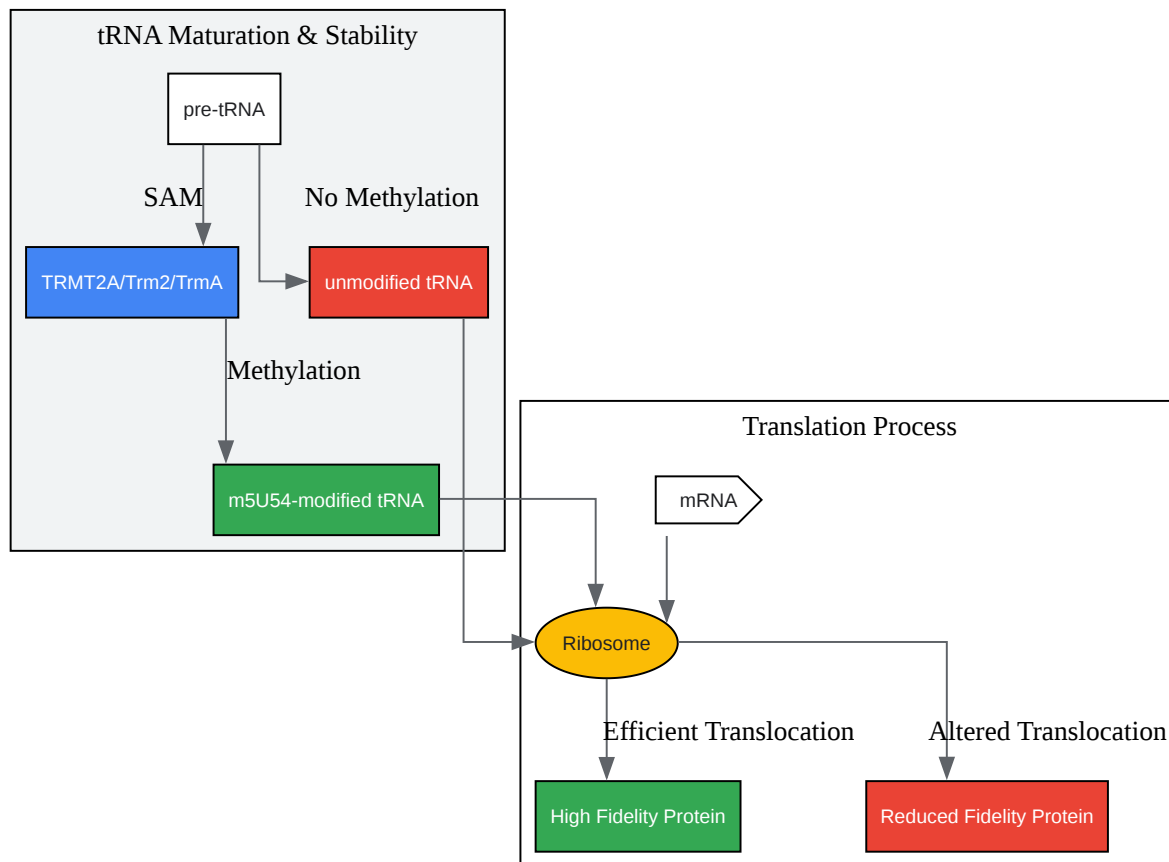 tRNA Maturation & Stability
pre-tRNA
SAM
No Methylation
TRMT2A/Trm2/TrmA
unmodified tRNA
Methylation
m5U54-modified tRNA
Translation Process
mRNA
Ribosome
Efficient Translocation
Altered Translocation
High Fidelity Protein
Reduced Fidelity Protein